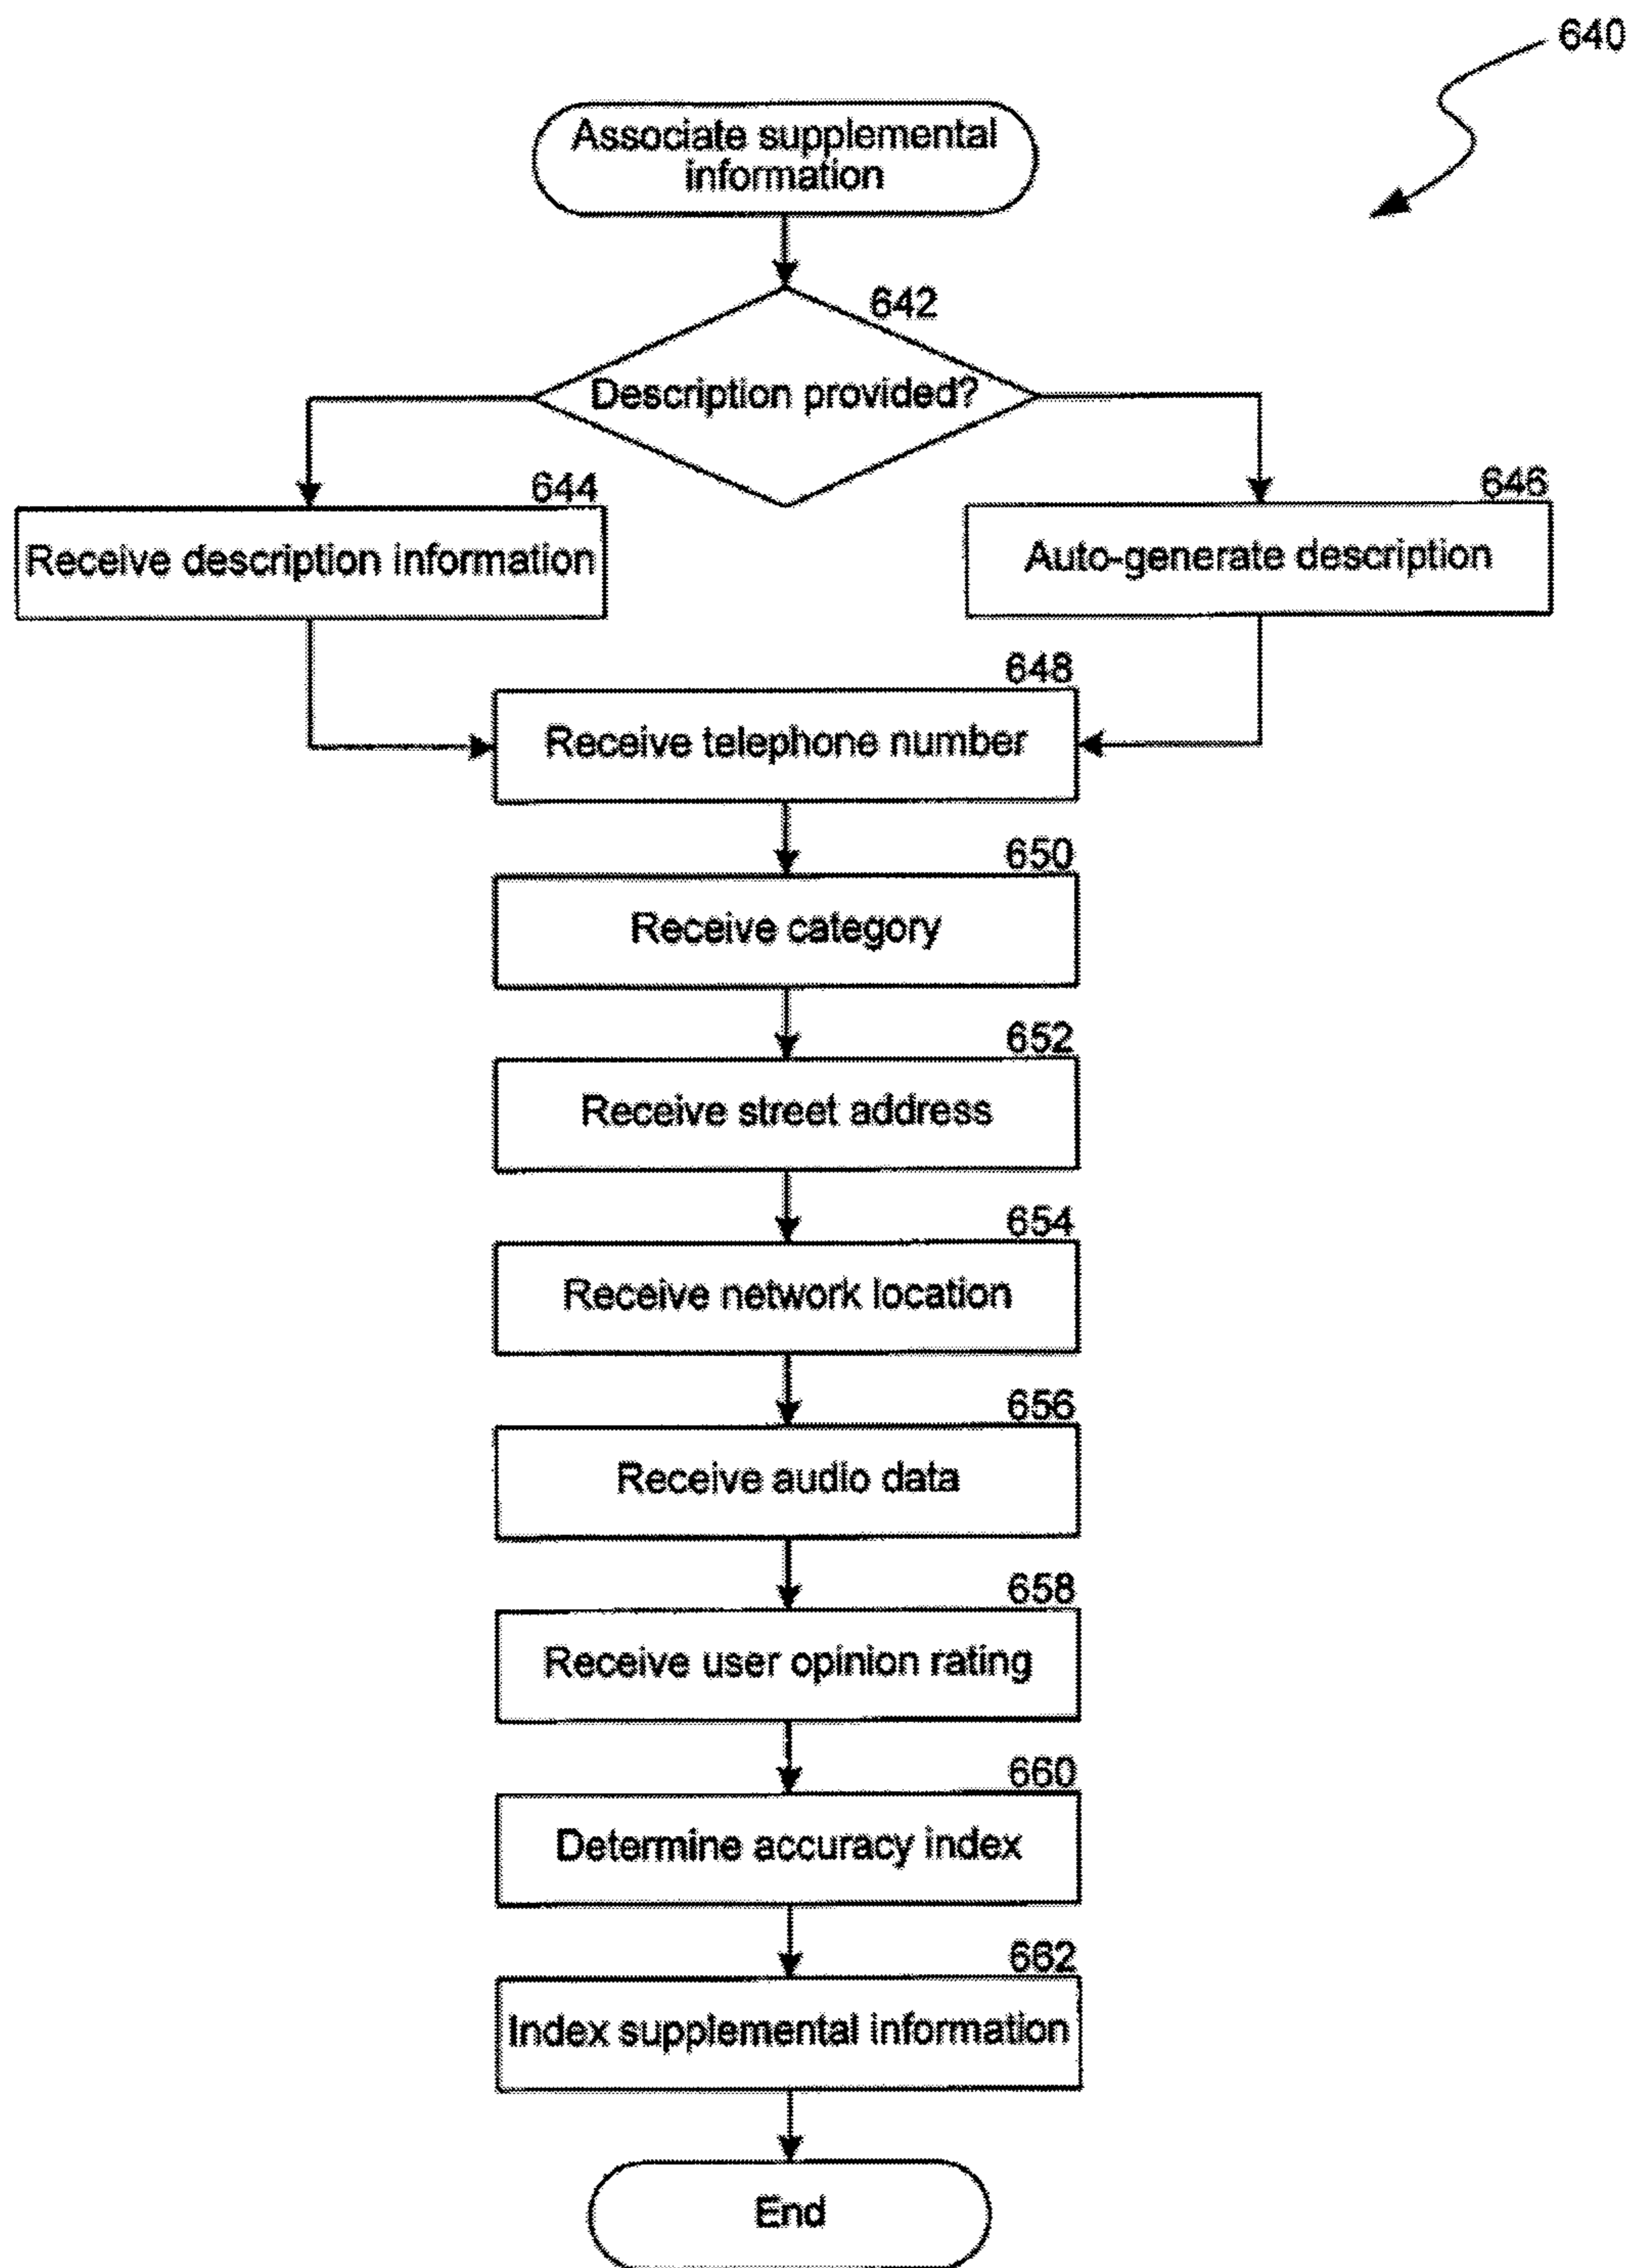 640
Associate supplemental
information
642
Description provided?
644
Receive description information
646
Auto-generate description
648
Receive telephone number
650
Receive category
652
Receive street address
654
Receive network location
656
Receive audio data
658
Receive user opinion rating
660
Determine accuracy index
662
Index supplemental information
End